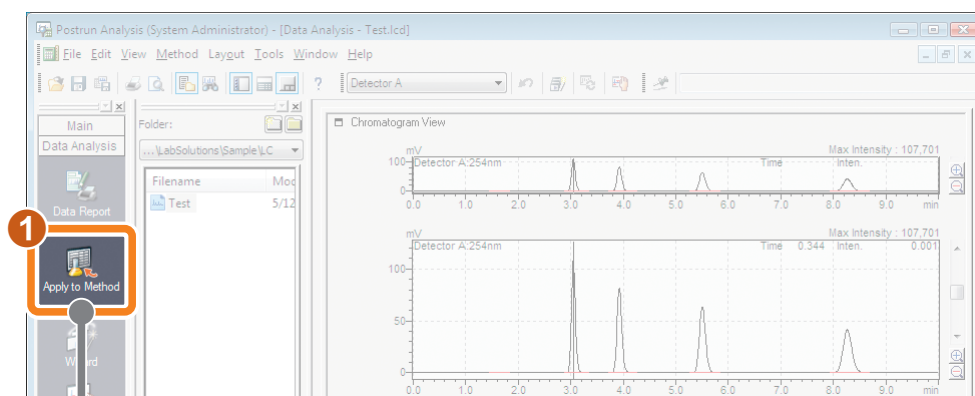 Postrun Analysis (System Administrator) - [Data Analysis - Test.lcd]
File Edit View Method Layout Tools Window Help
? Detector A
Main
Data Analysis
Data Report
1
Apply to Method
Folder:
...\LabSolutions\Sample\LC
Filename Mod
Test 5/12
Chromatogram View
mV Max Intensity : 107,701
Detector A:254nm Time Inten.
100
0
0.0 1.0 2.0 3.0 4.0 5.0 6.0 7.0 8.0 9.0 min
mV Max Intensity : 107,701
Detector A:254nm Time 0.344 Inten. 0.001
100
50
0
0.0 1.0 2.0 3.0 4.0 5.0 6.0 7.0 8.0 9.0 min